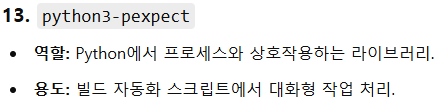 13. python3-pexpect
• 역할: Python에서 프로세스와 상호작용하는 라이브러리.
• 용도: 빌드 자동화 스크립트에서 대화형 작업 처리.